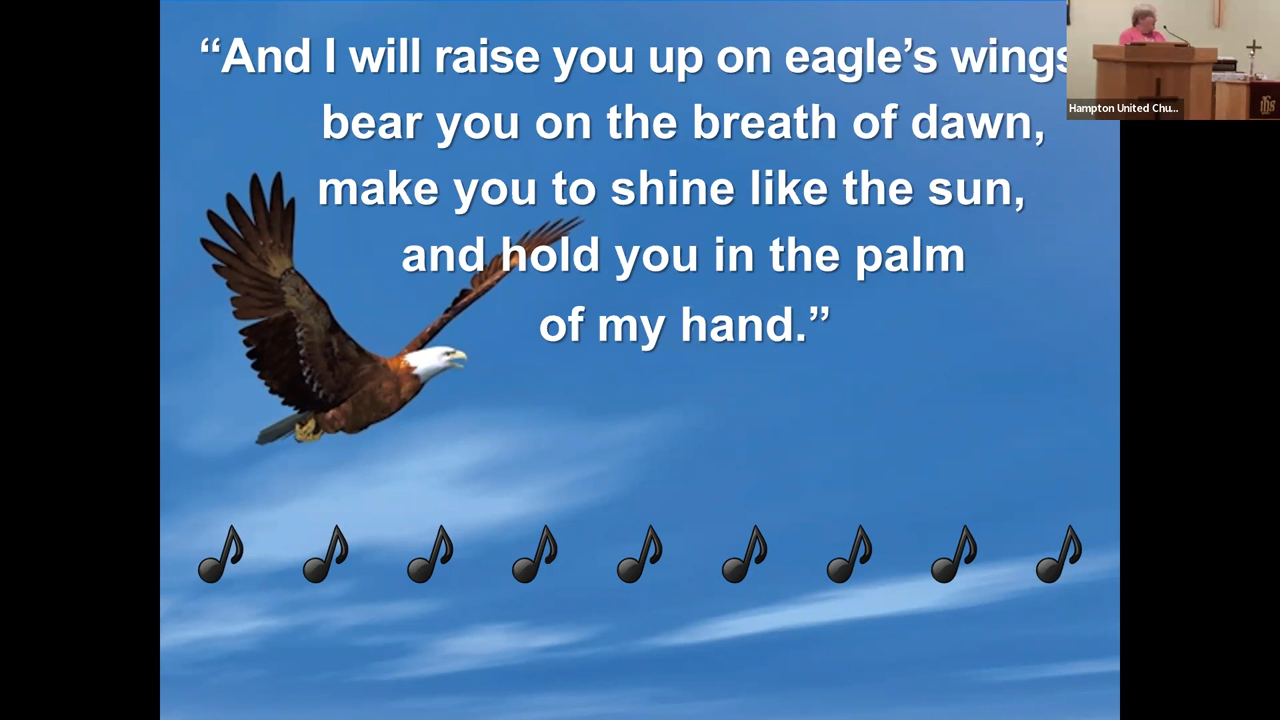 “And I will raise you up on eagle’s wings
bear you on the breath of dawn,
make you to shine like the sun,
and hold you in the palm
of my hand.”
Hampton United Chu...
ihs